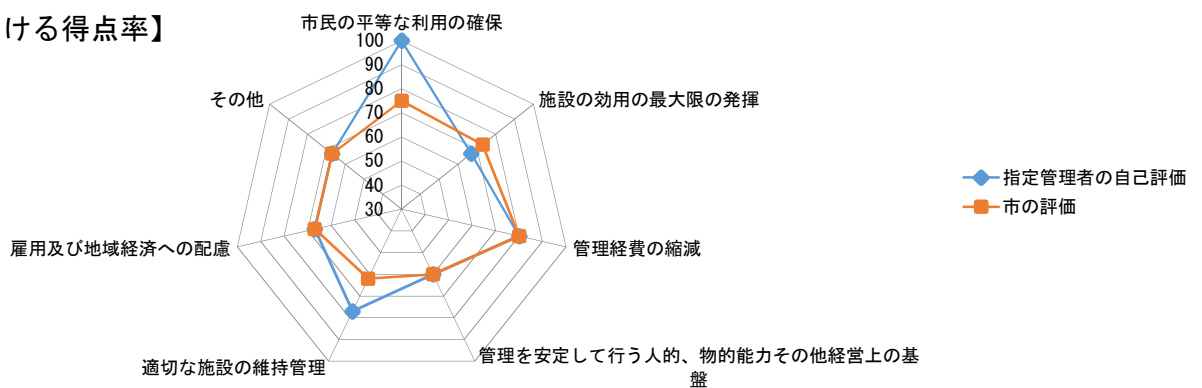 ける得点率】
市民の平等な利用の確保
100
90
80
70
60
50
40
30
施設の効用の最大限の発揮
管理経費の縮減
管理を安定して行う人的、物的能力その他経営上の基
盤
適切な施設の維持管理
雇用及び地域経済への配慮
その他
指定管理者の自己評価
市の評価